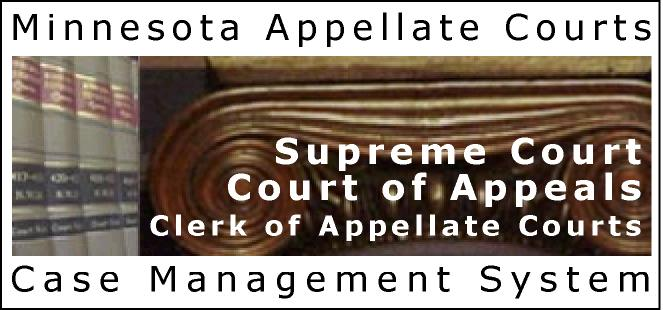 Minnesota Appellate Courts
Supreme Court
Court of Appeals
Clerk of Appellate Courts
Case Management System